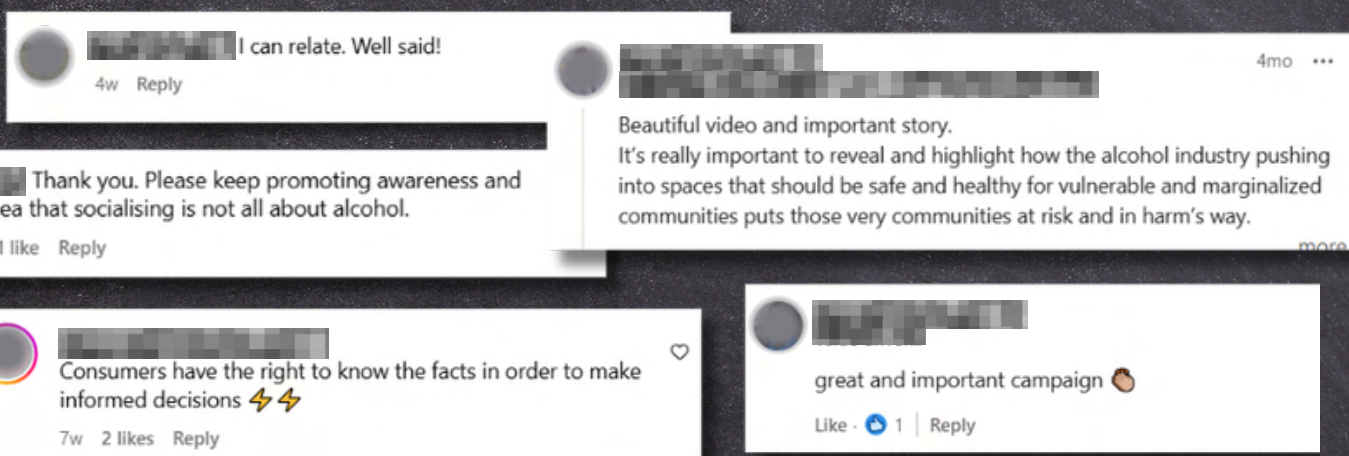 I can relate. Well said!
4w Reply
Thank you. Please keep promoting awareness and
ea that socialising is not all about alcohol.
1 like Reply
Consumers have the right to know the facts in order to make
informed decisions ⚡⚡
7w 2 likes Reply
4mo •••
Beautiful video and important story.
It's really important to reveal and highlight how the alcohol industry pushing
into spaces that should be safe and healthy for vulnerable and marginalized
communities puts those very communities at risk and in harm's way.
more
great and important campaign 👏🏽
Like · 1 | Reply